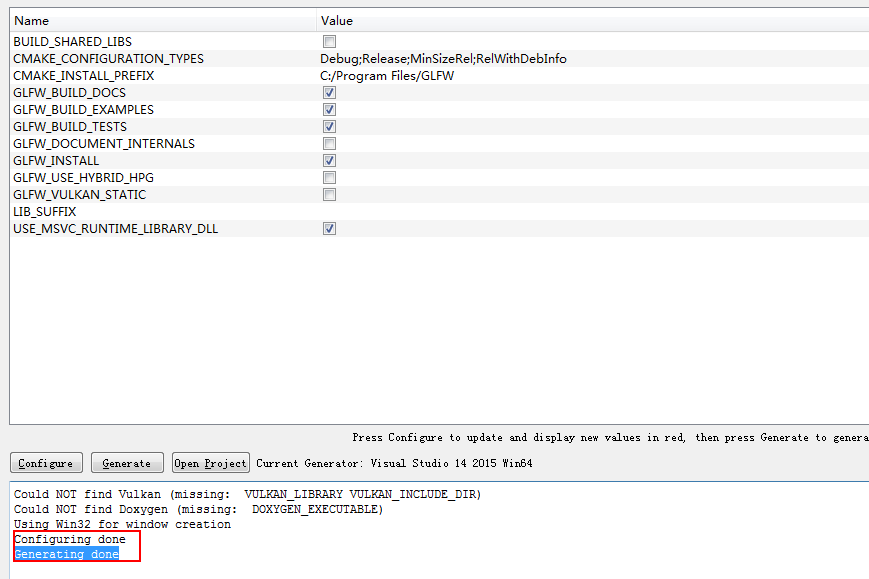 Name Value
BUILD_SHARED_LIBS
CMAKE_CONFIGURATION_TYPES Debug;Release;MinSizeRel;RelWithDebInfo
CMAKE_INSTALL_PREFIX C:/Program Files/GLFW
GLFW_BUILD_DOCS
GLFW_BUILD_EXAMPLES
GLFW_BUILD_TESTS
GLFW_DOCUMENT_INTERNALS
GLFW_INSTALL
GLFW_USE_HYBRID_HPG
GLFW_VULKAN_STATIC
LIB_SUFFIX
USE_MSVC_RUNTIME_LIBRARY_DLL
Press Configure to update and display new values in red, then press Generate to genera
Configure Generate Open Project Current Generator: Visual Studio 14 2015 Win64
Could NOT find Vulkan (missing:  VULKAN_LIBRARY VULKAN_INCLUDE_DIR)
Could NOT find Doxygen (missing:  DOXYGEN_EXECUTABLE)
Using Win32 for window creation
Configuring done
Generating done